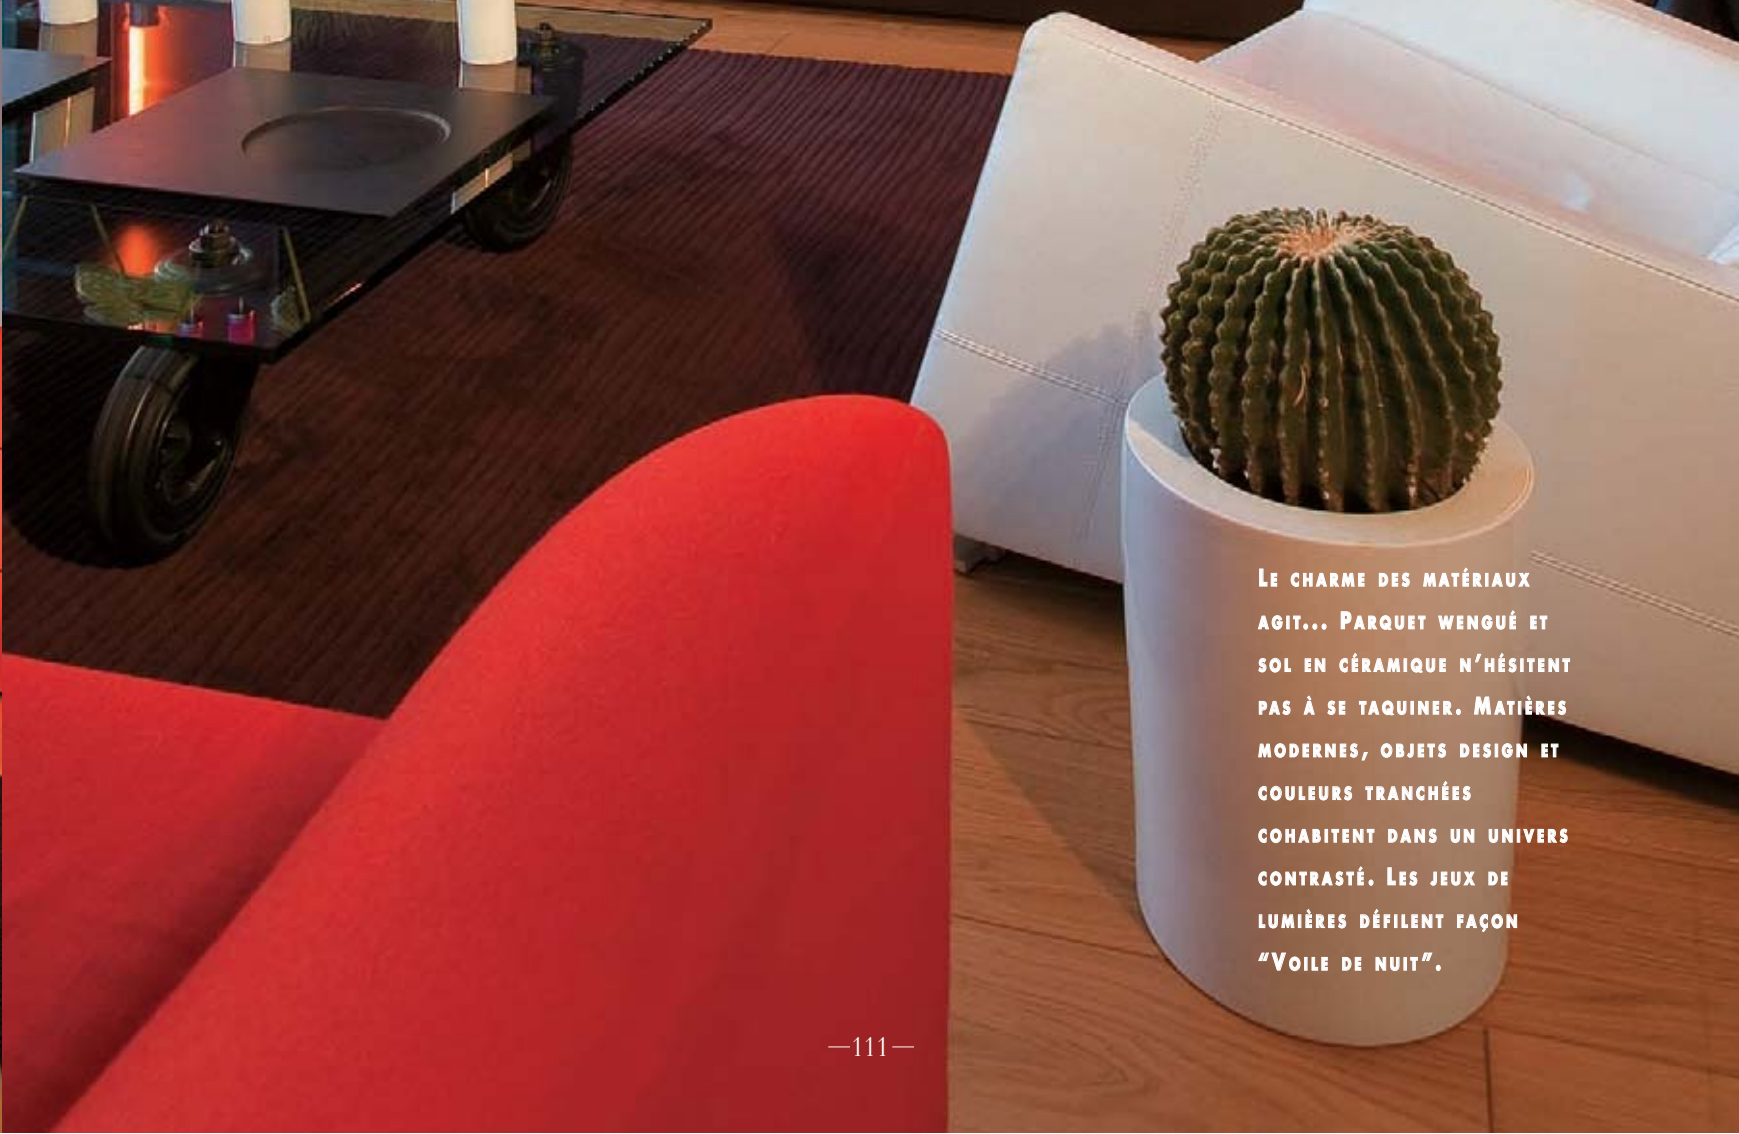 Le charme des matériaux
agit... Parquet wengué et
sol en céramique n'hésitent
pas à se taquiner. Matières
modernes, objets design et
couleurs tranchées
cohabitent dans un univers
contrasté. Les jeux de
lumières défilent façon
"Voile de nuit".
—111—